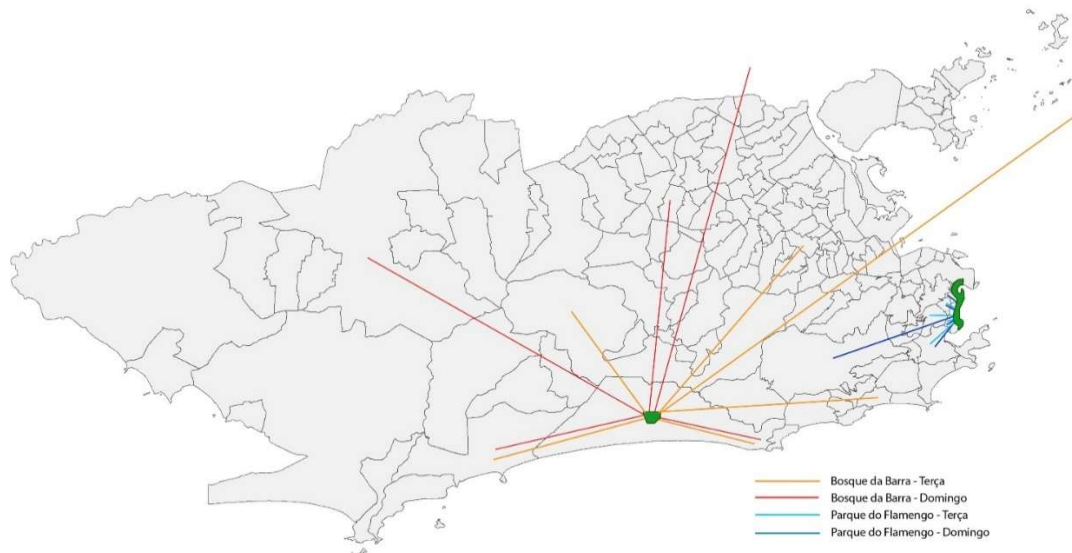 Bosque da Barra - Terça
Bosque da Barra - Domingo
Parque do Flamengo - Terça
Parque do Flamengo - Domingo